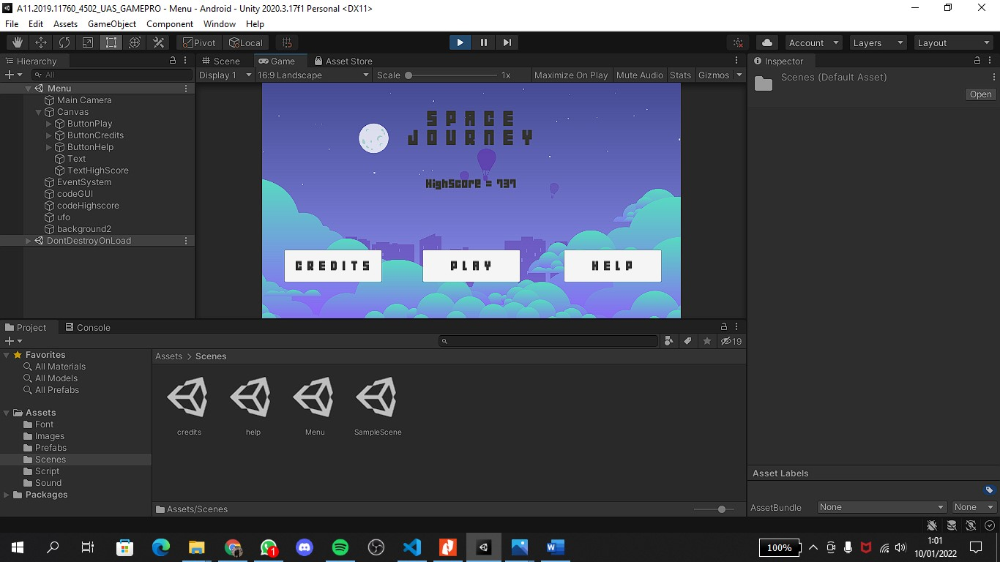 A11.2019.11760_4502_UAS_GAMEPRO - Menu - Android - Unity 2020.3.17f1 Personal <DX11>
File Edit Assets GameObject Component Window Help
Pivot Local Account Layers Layout
Hierarchy
All
Menu
Main Camera
Canvas
ButtonPlay
ButtonCredits
ButtonHelp
Text
TextHighScore
EventSystem
codeGUI
codeHighscore
ufo
background2
DontDestroyOnLoad
Scene Game Asset Store
Display 1 16:9 Landscape Scale 1x Maximize On Play Mute Audio Stats Gizmos
SPACE
JOURNEY
HighScore = 737
CREDITS PLAY HELP
Inspector
Scenes (Default Asset)
Open
Project Console
19
Favorites
All Materials
All Models
All Prefabs
Assets
Font
Images
Prefabs
Scenes
Script
Sound
Packages
Assets > Scenes
credits help Menu SampleScene
Assets/Scenes
Asset Labels
AssetBundle None None
1
100%
1:01
10/01/2022